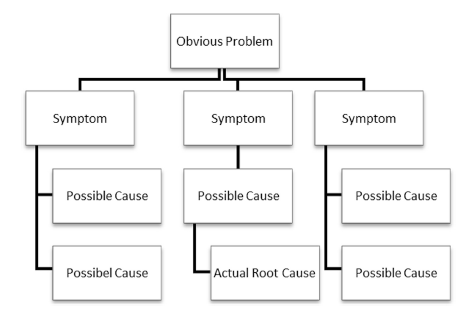 Obvious Problem
Symptom
Symptom
Symptom
Possible Cause
Possible Cause
Possible Cause
Possibel Cause
Actual Root Cause
Possible Cause